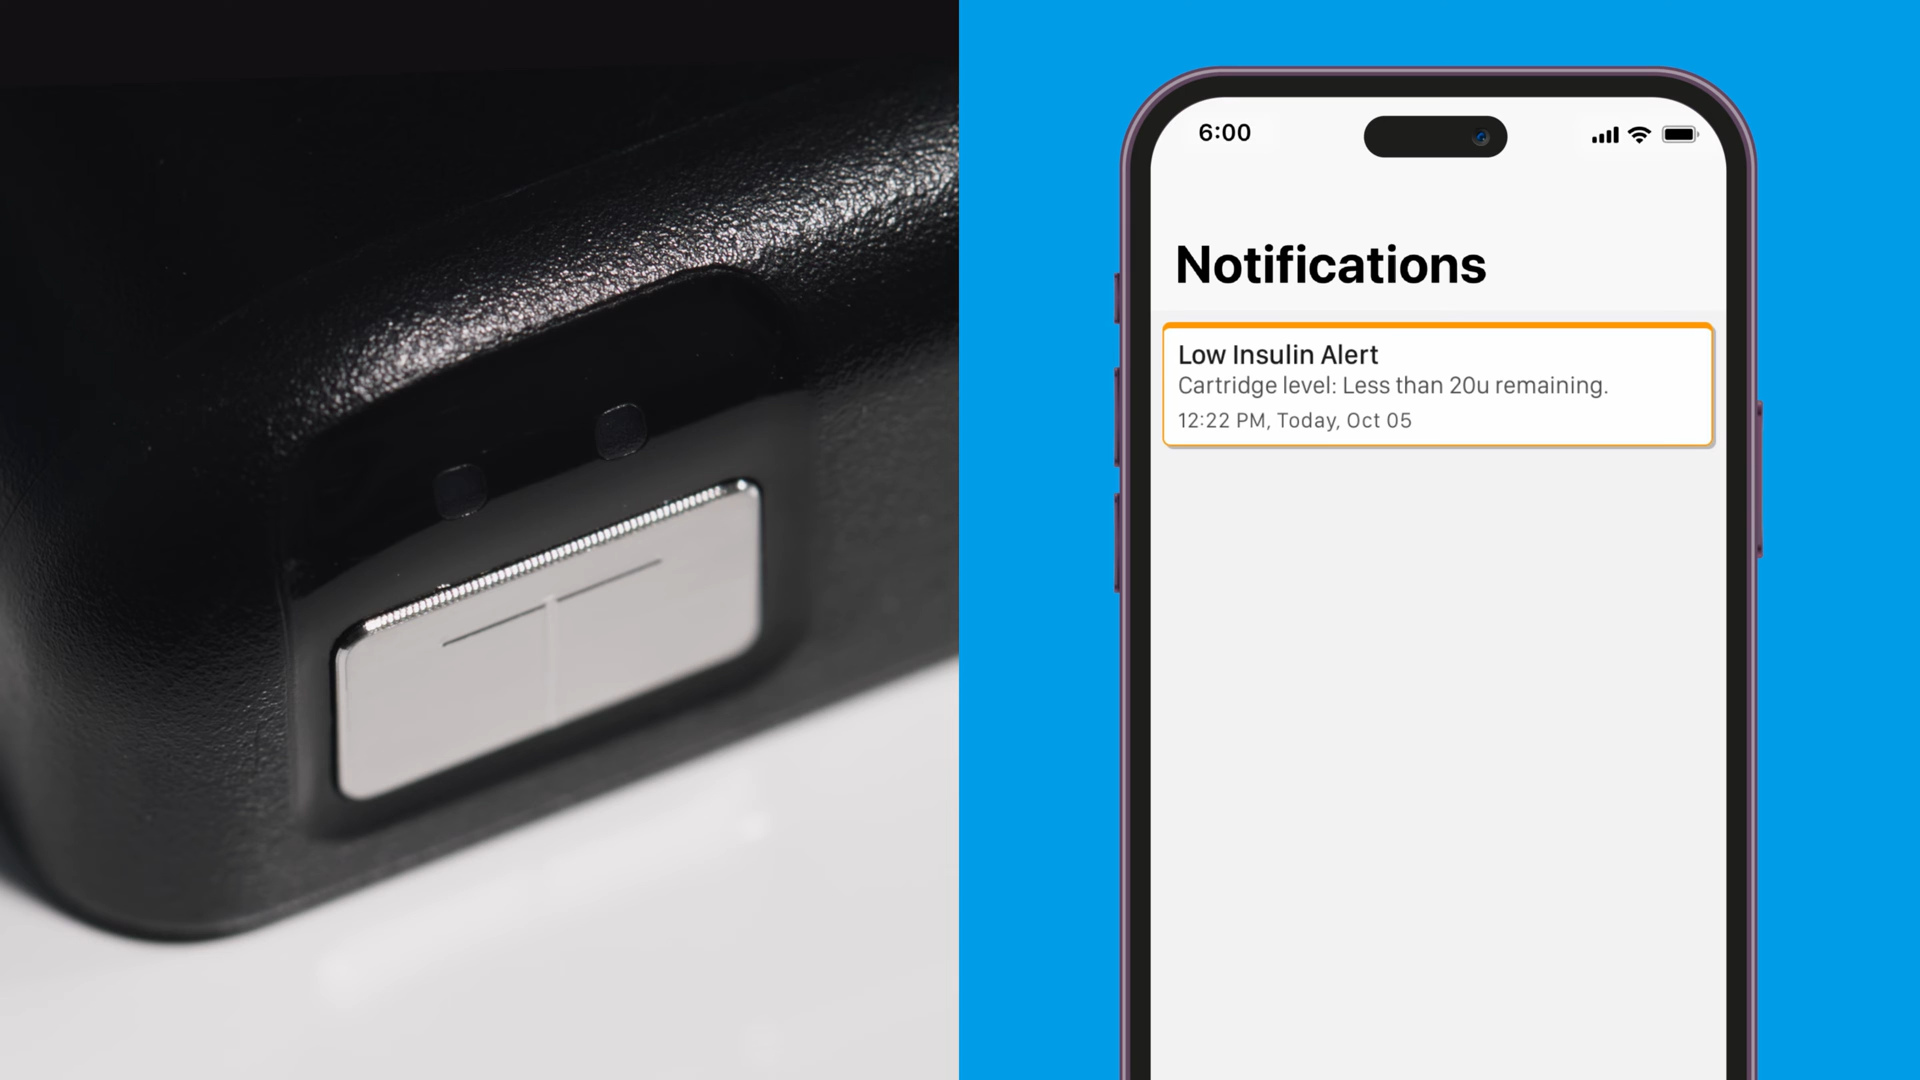 6:00
Notifications
Low Insulin Alert
Cartridge level: Less than 20u remaining.
12:22 PM, Today, Oct 05